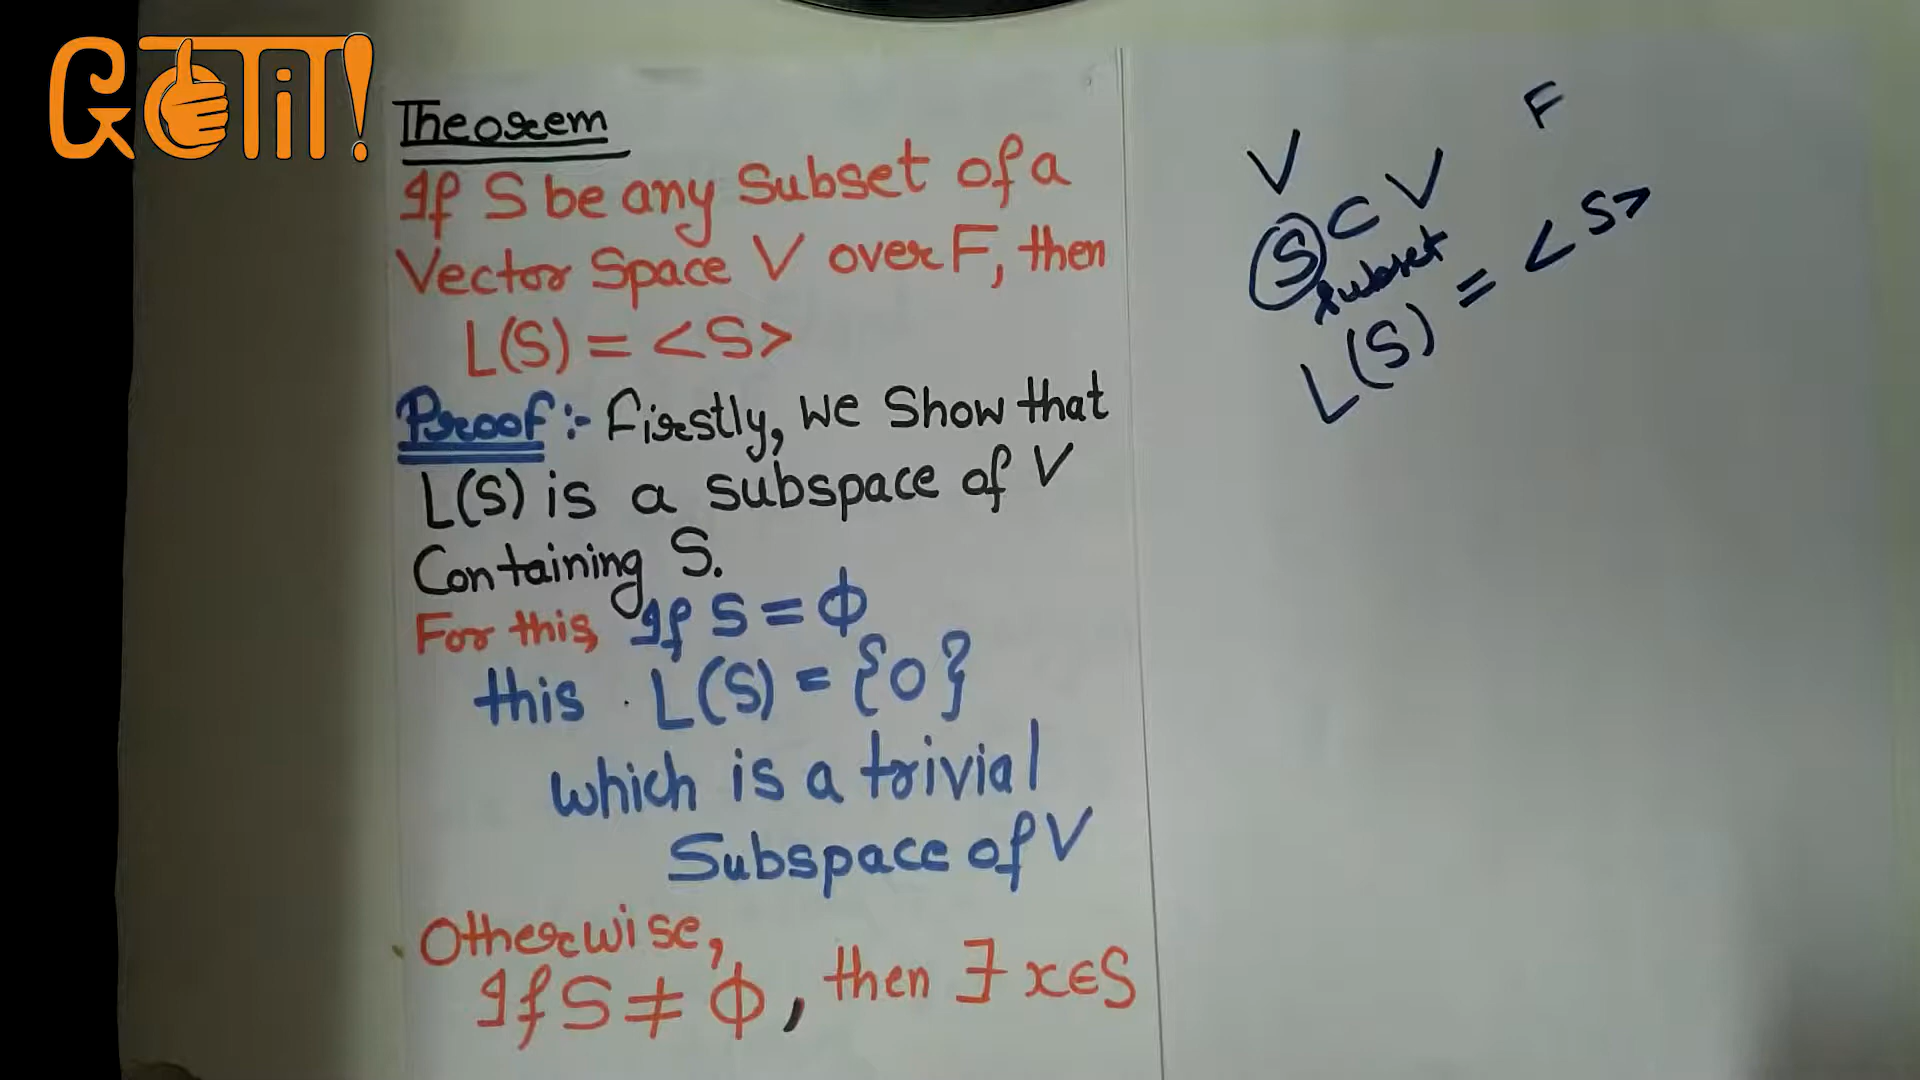 GOTiT!
Theorem
If S be any Subset of a
Vector Space V over F, then
L(S) = <S>
Proof :- Firstly, we Show that
L(S) is a subspace of V
Containing S.
For this, If S = ϕ
this L(S) = {0}
which is a trivial
Subspace of V
Otherwise,
If S ≠ ϕ, then ∃ x∈S
V F
S ⊂ V
Subset
L(S) = <S>